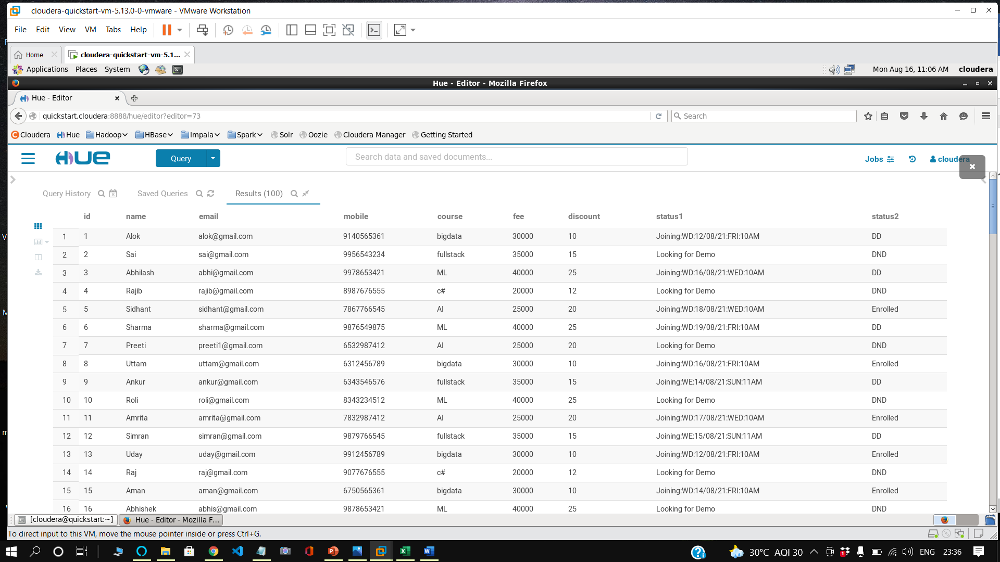 cloudera-quickstart-vm-5.13.0-0-vmware - VMware Workstation
File Edit View VM Tabs Help
Home cloudera-quickstart-vm-5.1...
Applications Places System Mon Aug 16, 11:06 AM cloudera
Hue - Editor - Mozilla Firefox
Hue - Editor
quickstart.cloudera:8888/hue/editor?editor=73 Search
Cloudera Hue Hadoop HBase Impala Spark Solr Oozie Cloudera Manager Getting Started
HUE Query Search data and saved documents... Jobs cloudera
Query History Saved Queries Results (100)
id name email mobile course fee discount status1 status2
1 1 Alok alok@gmail.com 9140565361 bigdata 30000 10 Joining:WD:12/08/21:FRI:10AM DD
2 2 Sai sai@gmail.com 9956543234 fullstack 35000 15 Looking for Demo DND
3 3 Abhilash abhi@gmail.com 9978653421 ML 40000 25 Joining:WD:16/08/21:WED:10AM DD
4 4 Rajib rajib@gmail.com 8987676555 c# 20000 12 Looking for Demo DND
5 5 Sidhant sidhant@gmail.com 7867766545 AI 25000 20 Joining:WD:18/08/21:WED:10AM Enrolled
6 6 Sharma sharma@gmail.com 9876549875 ML 40000 25 Joining:WD:19/08/21:FRI:10AM DD
7 7 Preeti preeti1@gmail.com 6532987412 AI 25000 20 Looking for Demo DND
8 8 Uttam uttam@gmail.com 6312456789 bigdata 30000 10 Joining:WD:16/08/21:FRI:10AM Enrolled
9 9 Ankur ankur@gmail.com 6343546576 fullstack 35000 15 Joining:WE:14/08/21:SUN:11AM DD
10 10 Roli roli@gmail.com 8343234512 ML 40000 25 Looking for Demo DND
11 11 Amrita amrita@gmail.com 7832987412 AI 25000 20 Joining:WD:17/08/21:WED:10AM Enrolled
12 12 Simran simran@gmail.com 9879766545 fullstack 35000 15 Joining:WE:15/08/21:SUN:11AM DD
13 13 Uday uday@gmail.com 9912456789 bigdata 30000 10 Joining:WD:12/08/21:FRI:10AM Enrolled
14 14 Raj raj@gmail.com 9077676555 c# 20000 12 Looking for Demo DND
15 15 Aman aman@gmail.com 6750565361 bigdata 30000 10 Joining:WD:14/08/21:FRI:10AM Enrolled
16 16 Abhishek abhis@gmail.com 9878653421 ML 40000 25 Looking for Demo DND
[cloudera@quickstart:~] Hue - Editor - Mozilla F...
To direct input to this VM, move the mouse pointer inside or press Ctrl+G.
30°C AQI 30 ENG 23:36